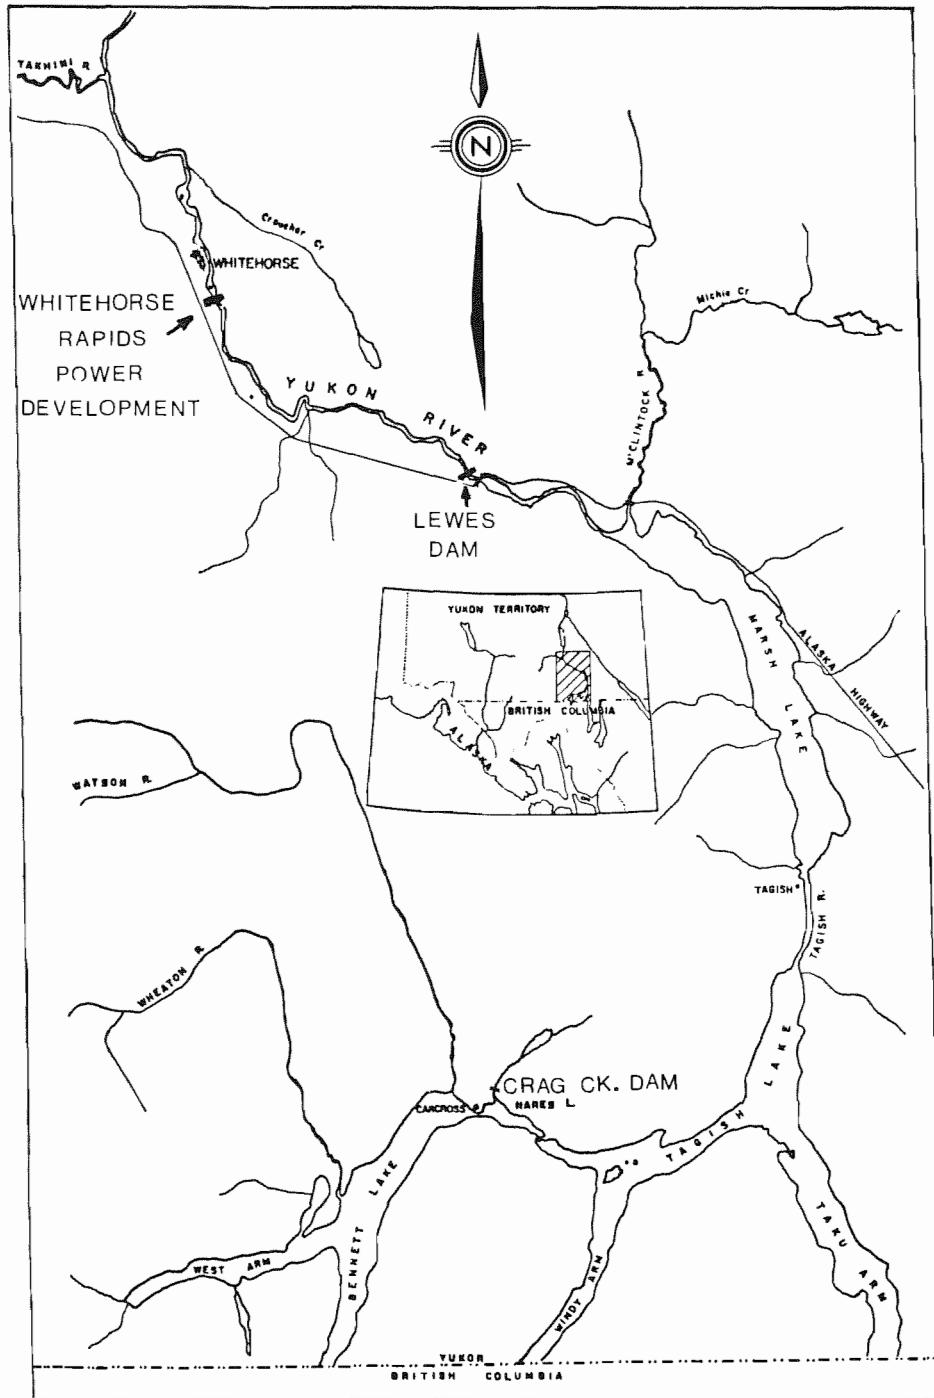 TAKHINI R.
N
Croucher Cr
WHITEHORSE
WHITEHORSE
RAPIDS
POWER
DEVELOPMENT
Michie Cr
YUKON RIVER
M'CLINTOCK R
LEWES
DAM
YUKON TERRITORY
BRITISH COLUMBIA
ALASKA
MARSH LAKE
ALASKA HIGHWAY
WATSON R.
TAGISH
TAGISH R.
WHEATON R
CRAG CK. DAM
NARES L
CARCROSS
TAGISH LAKE
BENNETT LAKE
WEST ARM
WINDY ARM
TAKU ARM
YUKON
BRITISH COLUMBIA